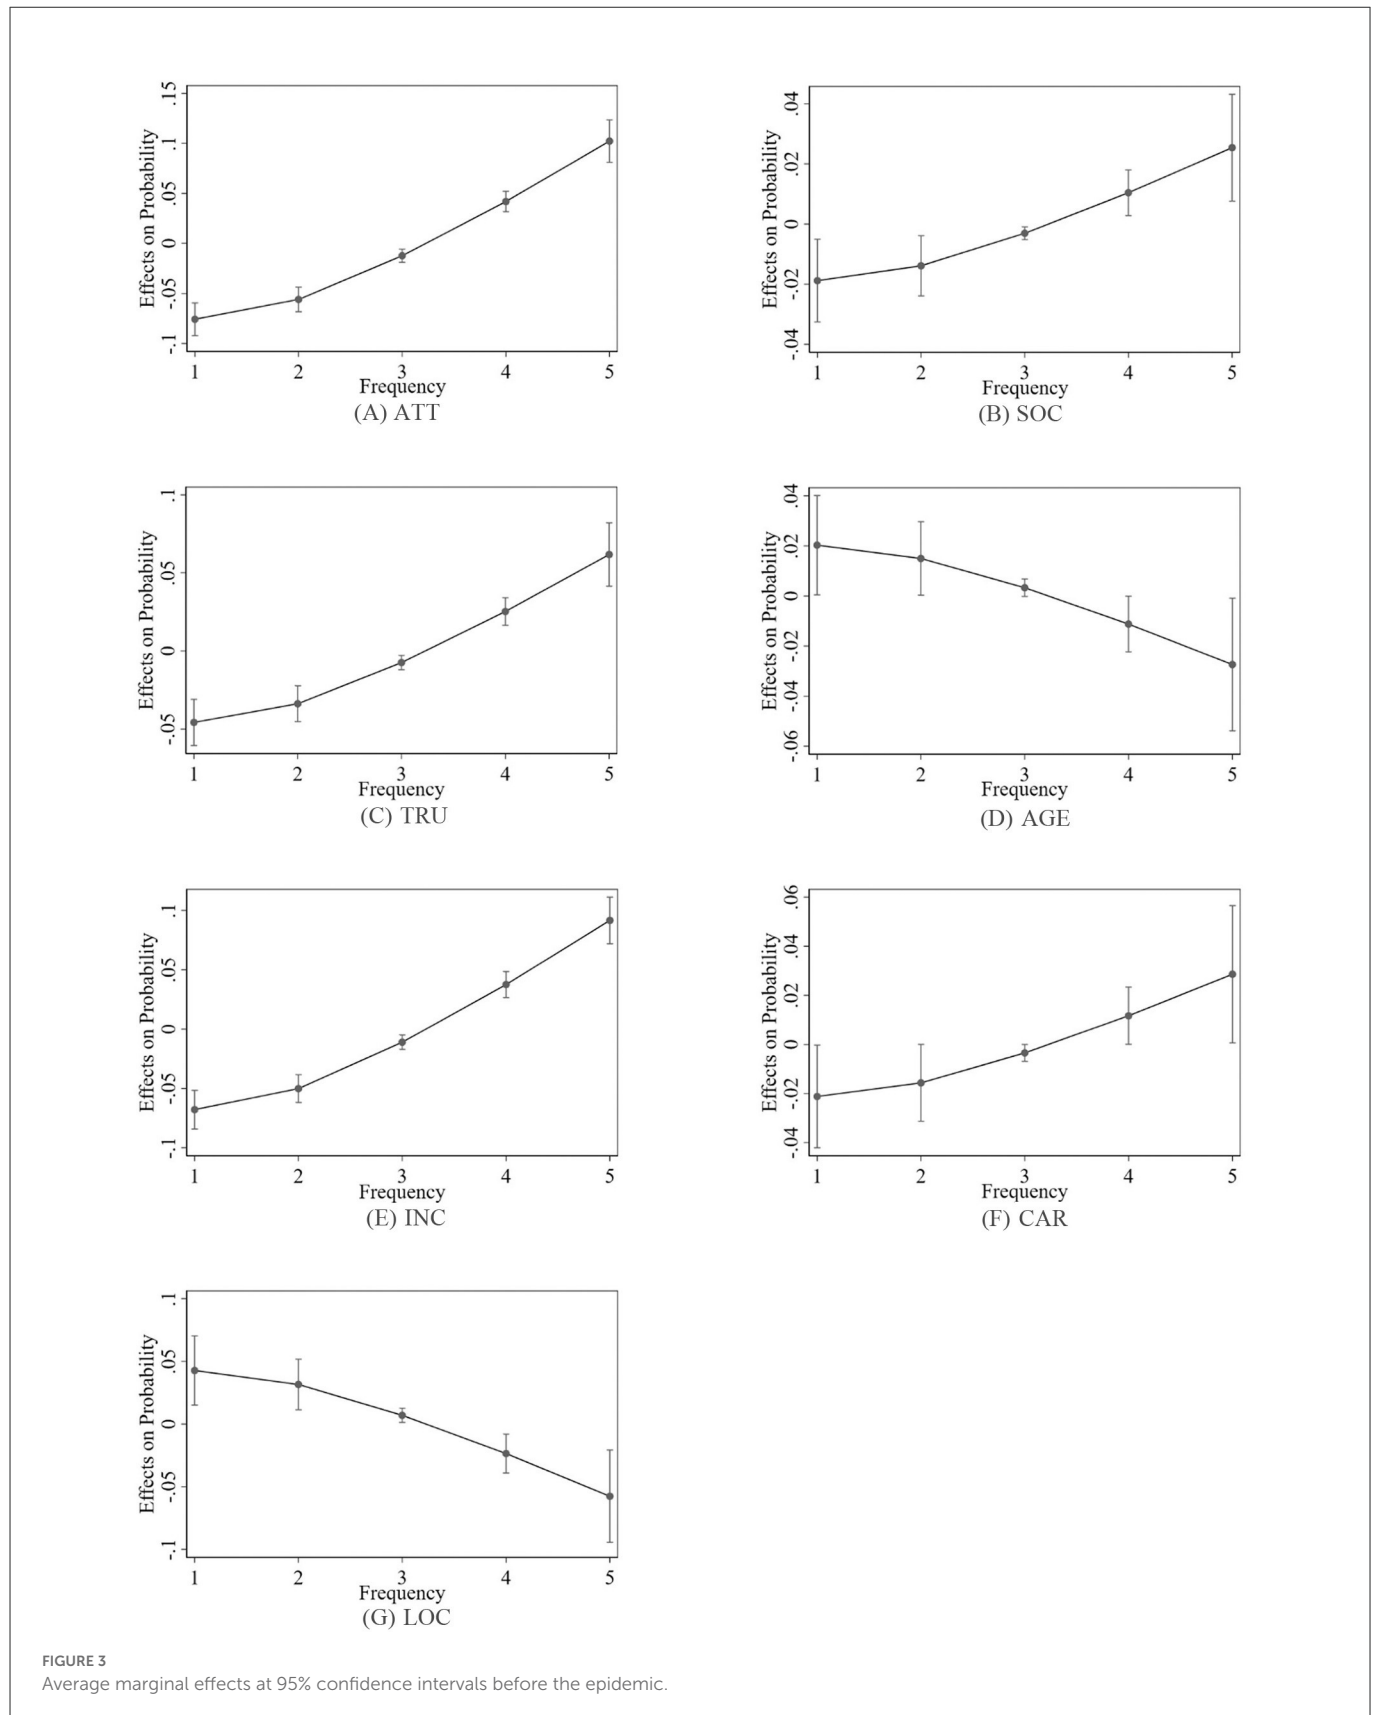 Effects on Probability
.15
.1
.05
0
-.05
-.1
1 2 3 4 5
Frequency
(A) ATT
Effects on Probability
.04
.02
0
-.02
-.04
1 2 3 4 5
Frequency
(B) SOC
Effects on Probability
.1
.05
0
-.05
1 2 3 4 5
Frequency
(C) TRU
Effects on Probability
.04
.02
0
-.02
-.04
-.06
1 2 3 4 5
Frequency
(D) AGE
Effects on Probability
.1
.05
0
-.05
-.1
1 2 3 4 5
Frequency
(E) INC
Effects on Probability
.06
.04
.02
0
-.02
-.04
1 2 3 4 5
Frequency
(F) CAR
Effects on Probability
.1
.05
0
-.05
-.1
1 2 3 4 5
Frequency
(G) LOC
FIGURE 3
Average marginal effects at 95% confidence intervals before the epidemic.